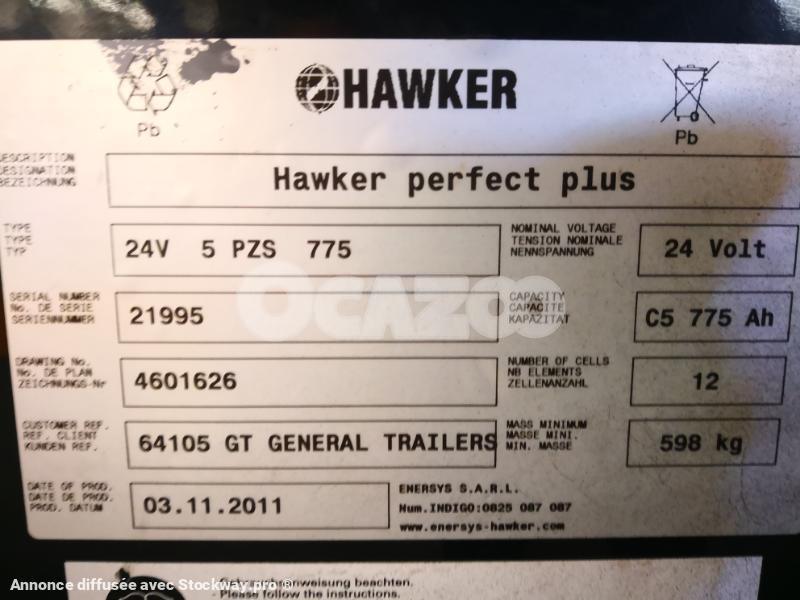 HAWKER
Pb
Pb
DESCRIPTION
DESIGNATION
BEZEICHNUNG
Hawker perfect plus
TYPE
TYPE
TYP
24V 5 PZS 775
NOMINAL VOLTAGE
TENSION NOMINALE
NENNSPANNUNG
24 Volt
SERIAL NUMBER
No. DE SERIE
SERIENNUMMER
21995
CAPACITY
CAPACITE
KAPAZITAT
C5 775 Ah
OCAZOO
DRAWING No.
No. DE PLAN
ZEICHNUNGS-Nr
4601626
NUMBER OF CELLS
NB ELEMENTS
ZELLENANZAHL
12
CUSTOMER REF.
REF. CLIENT
KUNDEN REF.
64105 GT GENERAL TRAILERS
MASS MINIMUM
MASSE MINI.
MIN. MASSE
598 kg
DATE OF PROD.
DATE DE PROD.
PROD. DATUM
03.11.2011
ENERSYS S.A.R.L.
Num.INDIGO:0825 087 087
www.enersys-hawker.com
Gebrauchsanweisung beachten.
- Please follow the instructions.
Annonce diffusée avec Stockway.pro ®